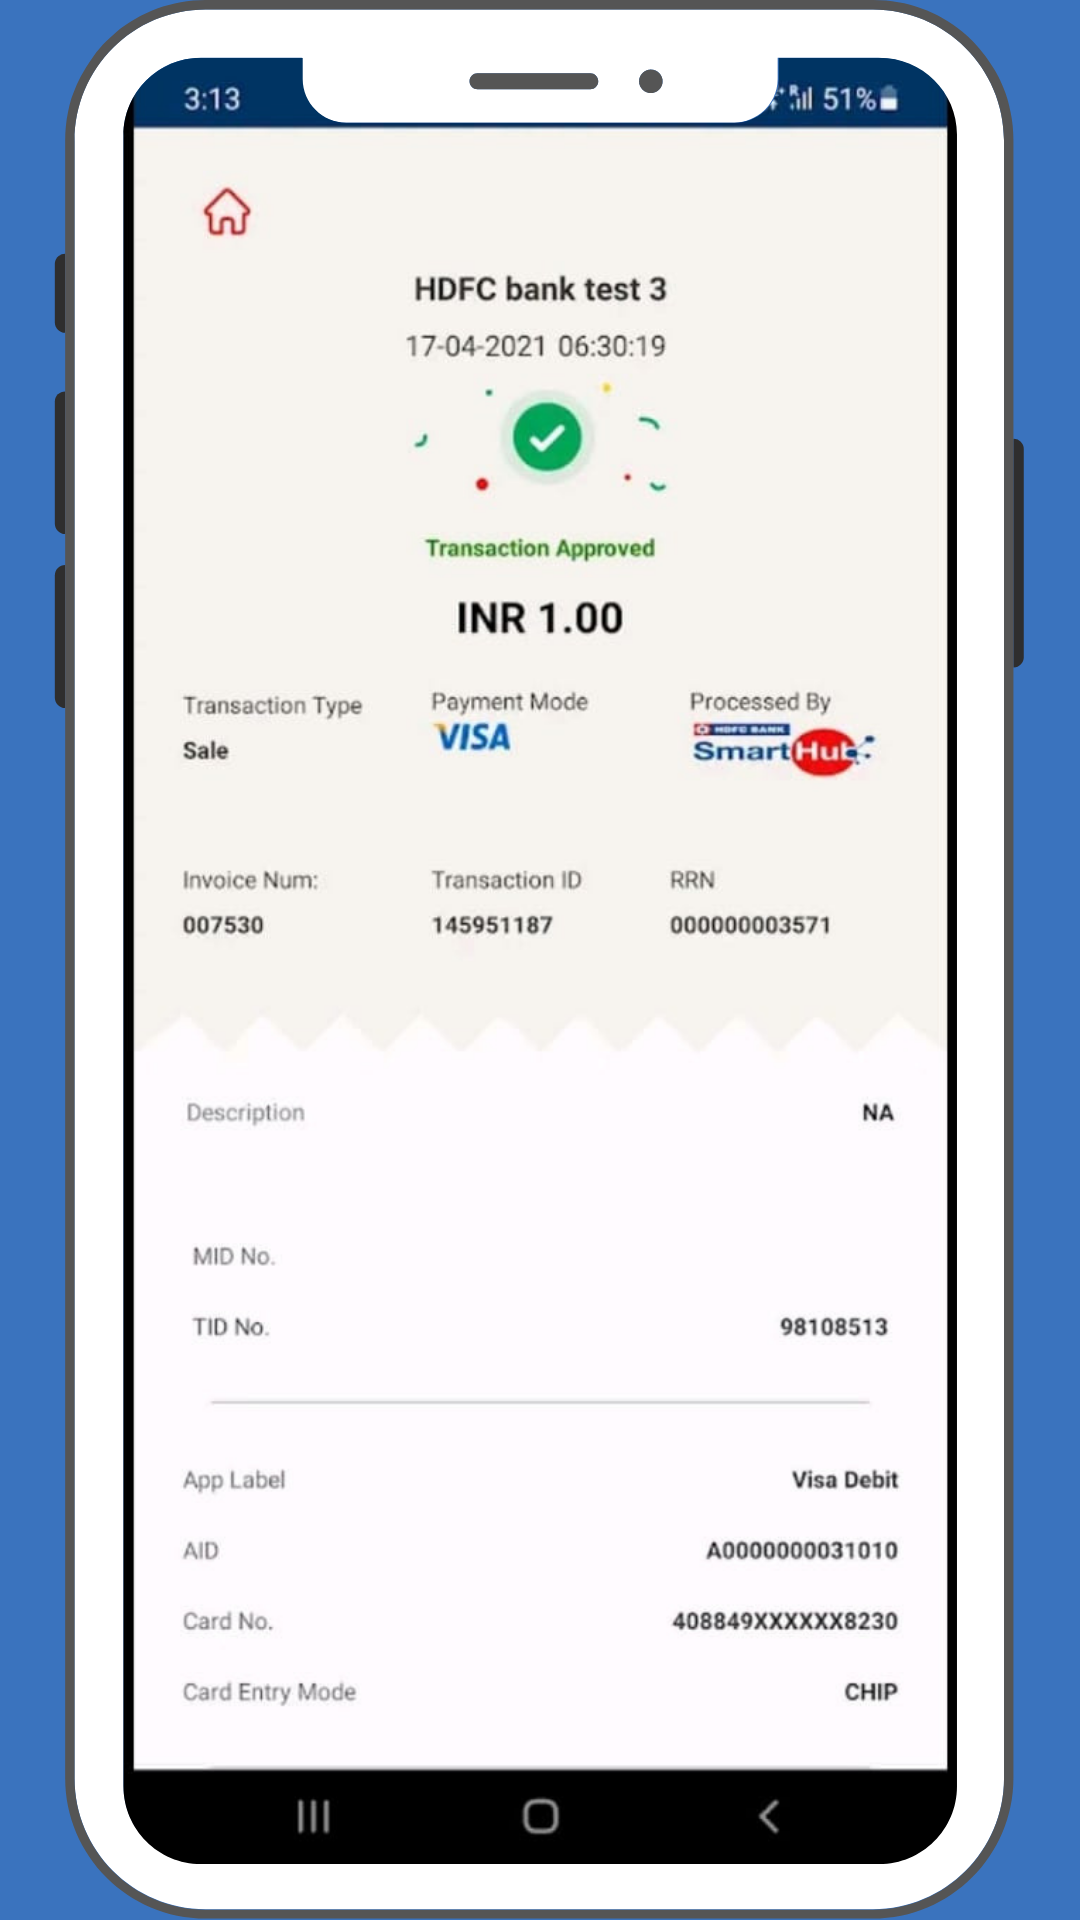 3:13
51%
HDFC bank test 3
17-04-2021 06:30:19
Transaction Approved
INR 1.00
Transaction Type
Payment Mode
Processed By
VISA
HDFC BANK
SmartHub
Sale
Invoice Num:
Transaction ID
RRN
007530
145951187
000000003571
Description
NA
MID No.
TID No.
98108513
App Label
Visa Debit
AID
A0000000031010
Card No.
408849XXXXXX8230
Card Entry Mode
CHIP